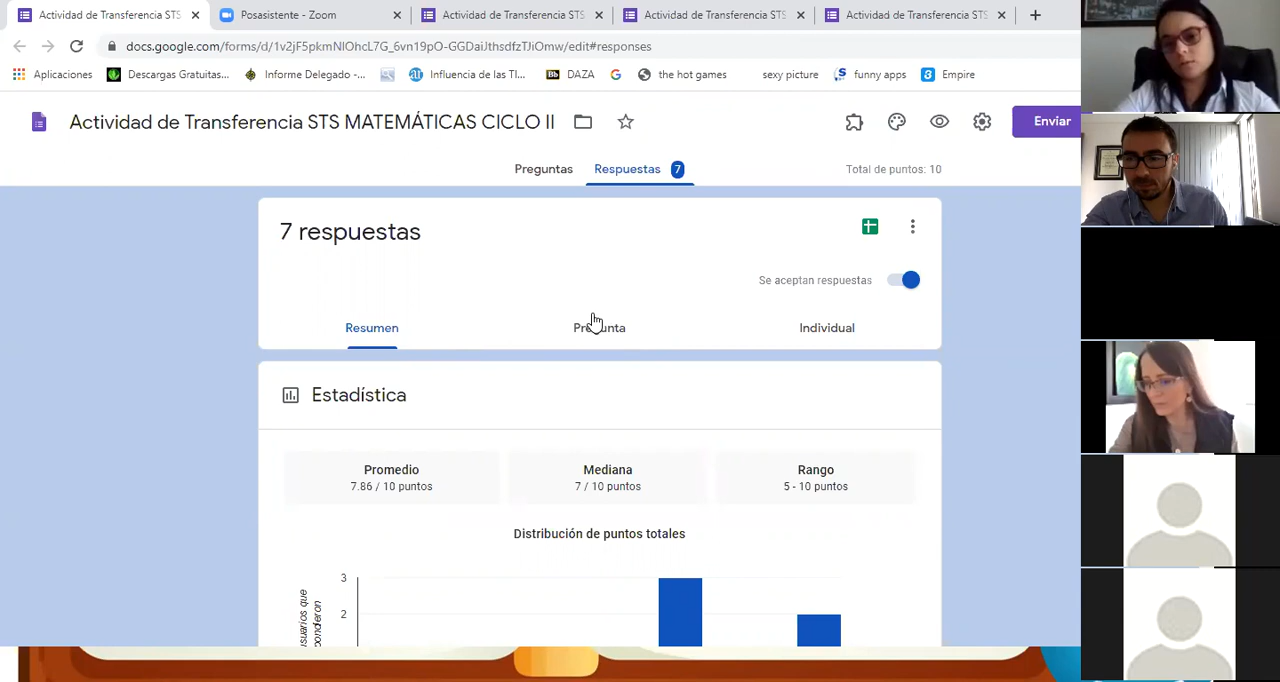 Actividad de Transferencia STS
Posasistente - Zoom
Actividad de Transferencia STS
Actividad de Transferencia STS
Actividad de Transferencia STS
docs.google.com/forms/d/1v2jF5pkmNlOhcL7G_6vn19pO-GGDaiJthsdfzTJiOmw/edit#responses
Aplicaciones
Descargas Gratuitas...
Informe Delegado -...
Influencia de las TI...
Bb DAZA
the hot games
sexy picture
funny apps
Empire
Actividad de Transferencia STS MATEMÁTICAS CICLO II
Enviar
Preguntas
Respuestas 7
Total de puntos: 10
7 respuestas
Se aceptan respuestas
Resumen
Pregunta
Individual
Estadística
Promedio
7.86 / 10 puntos
Mediana
7 / 10 puntos
Rango
5 - 10 puntos
Distribución de puntos totales
3
2